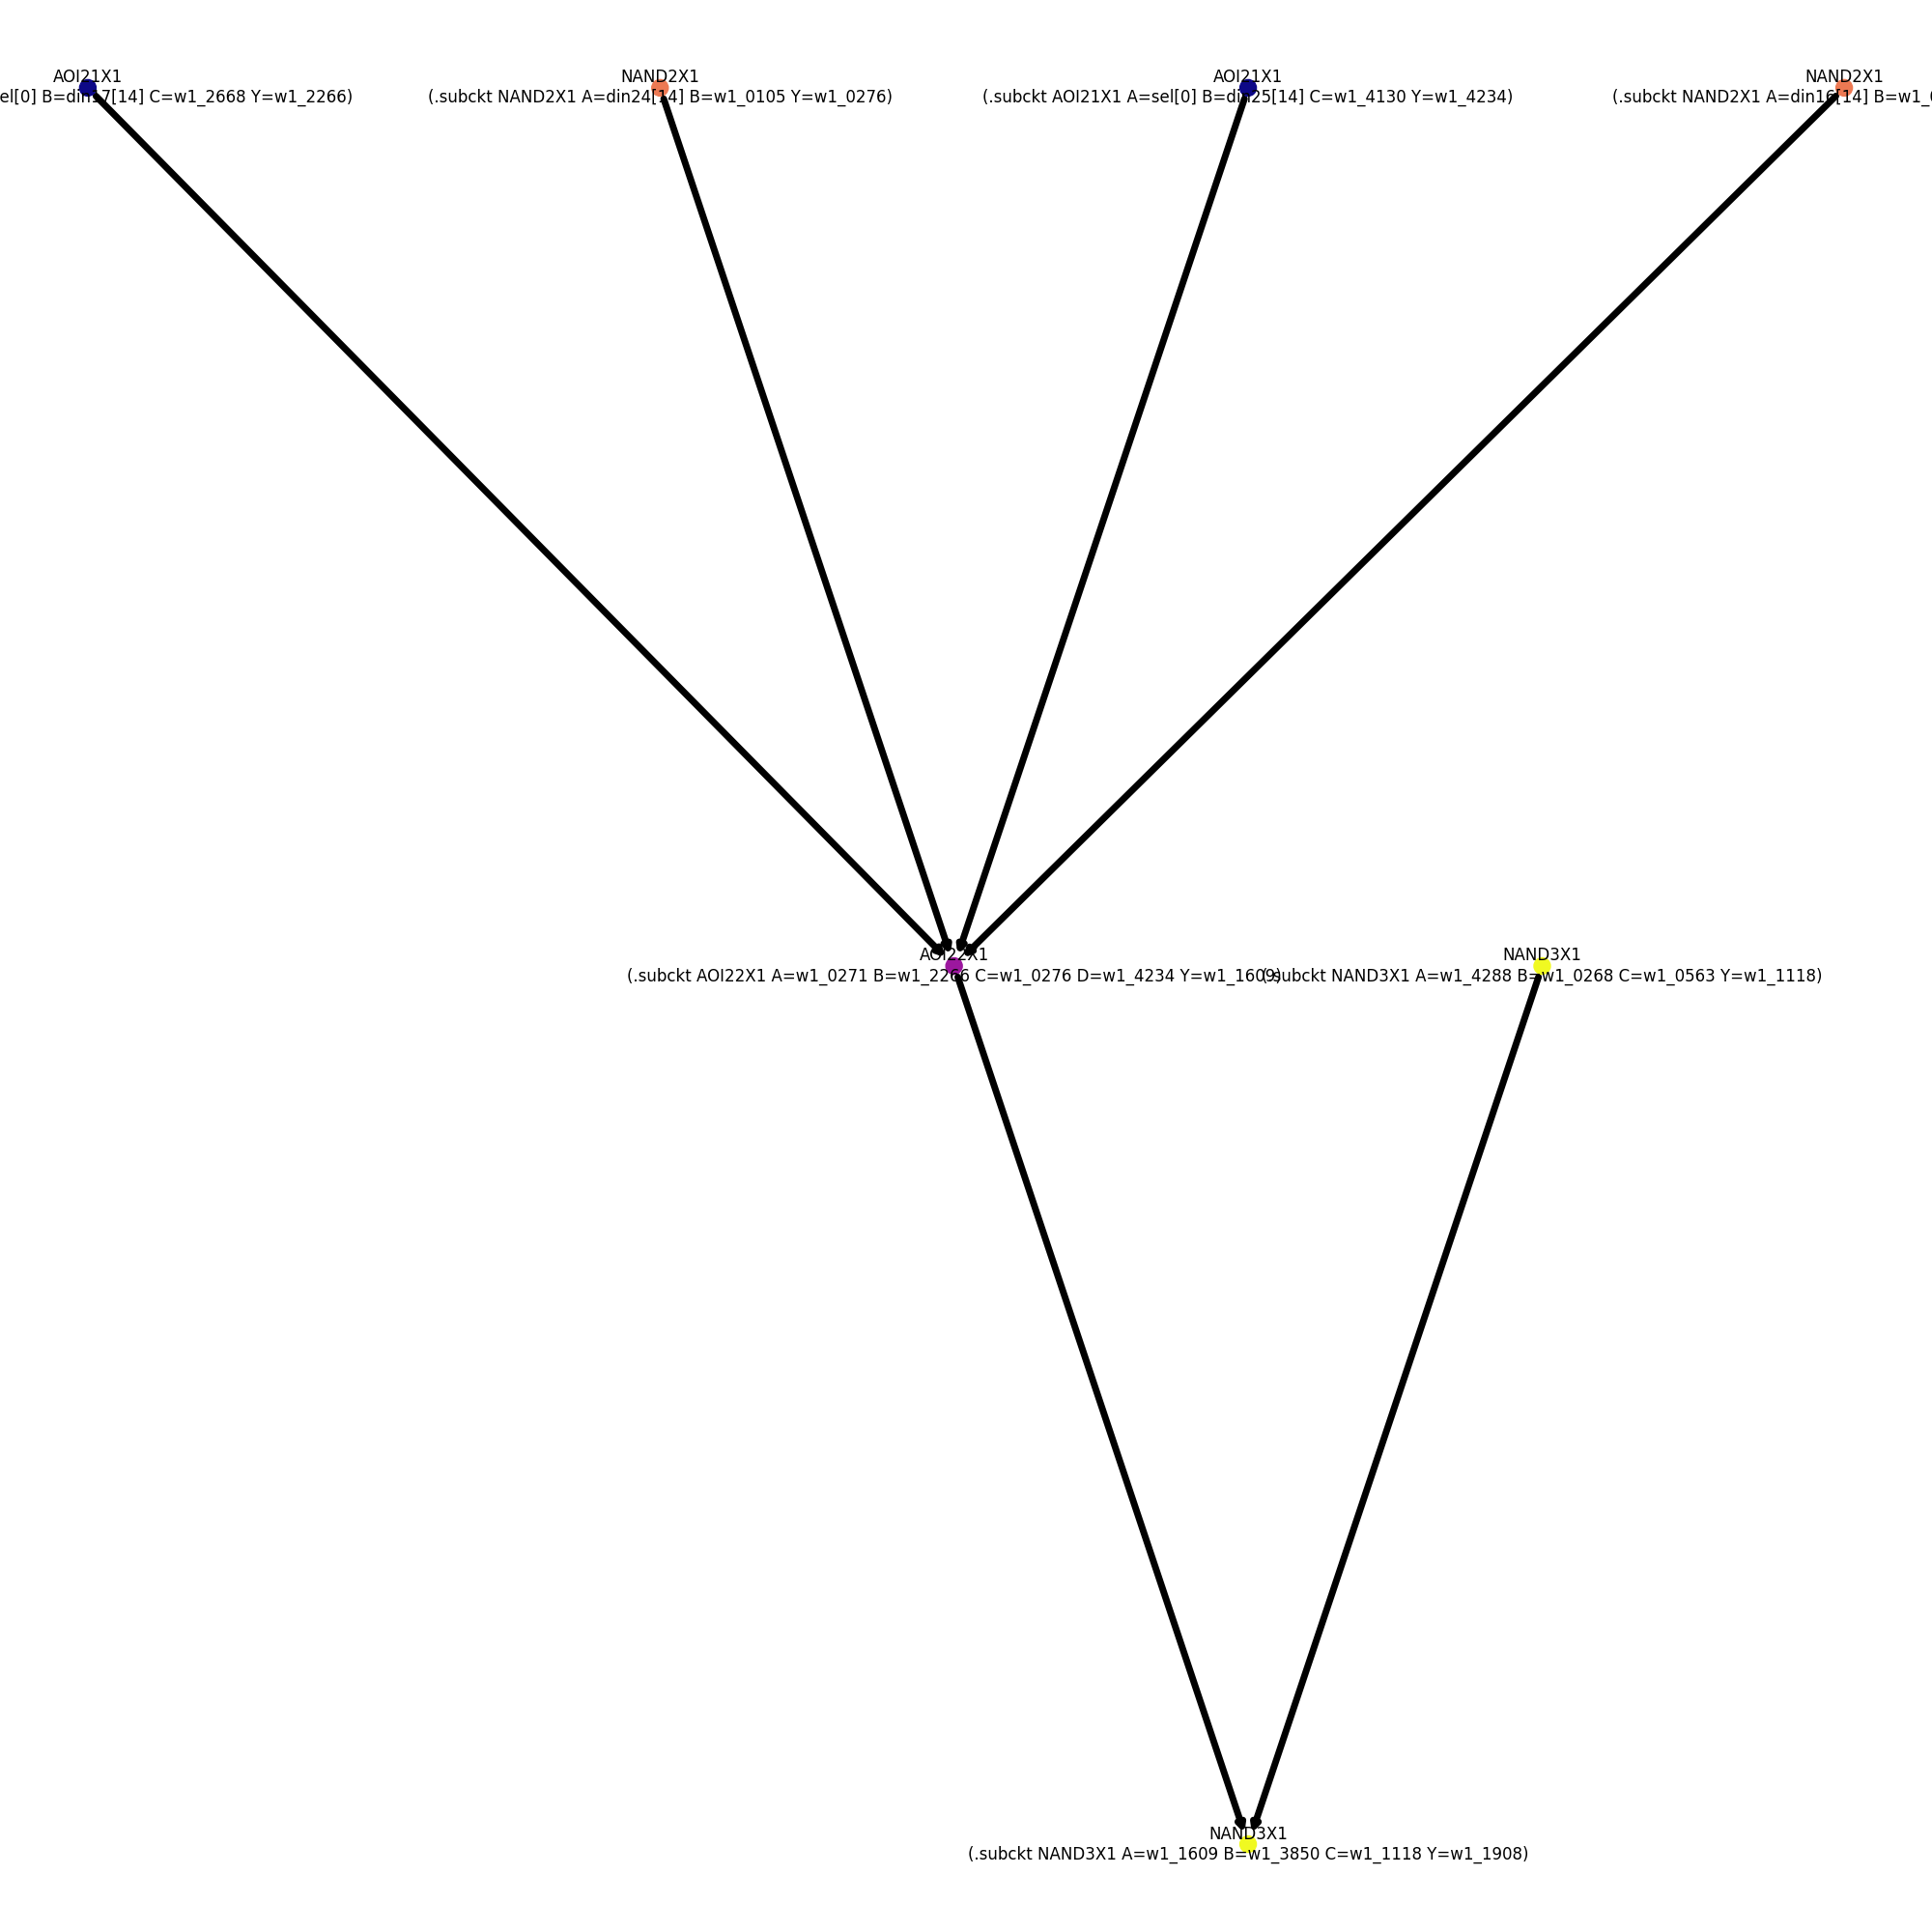 AOI21X1
el[0] B=din17[14] C=w1_2668 Y=w1_2266)
NAND2X1
(.subckt NAND2X1 A=din24[14] B=w1_0105 Y=w1_0276)
AOI21X1
(.subckt AOI21X1 A=sel[0] B=din25[14] C=w1_4130 Y=w1_4234)
NAND2X1
(.subckt NAND2X1 A=din16[14]
AOI22X1
(.subckt AOI22X1 A=w1_0271 B=w1_2266 C=w1_0276 D=w1_4234 Y=w1_1609)
NAND3X1
(.subckt NAND3X1 A=w1_4288 B=w1_0268 C=w1_0563 Y=w1_1118)
NAND3X1
(.subckt NAND3X1 A=w1_1609 B=w1_3850 C=w1_1118 Y=w1_1908)